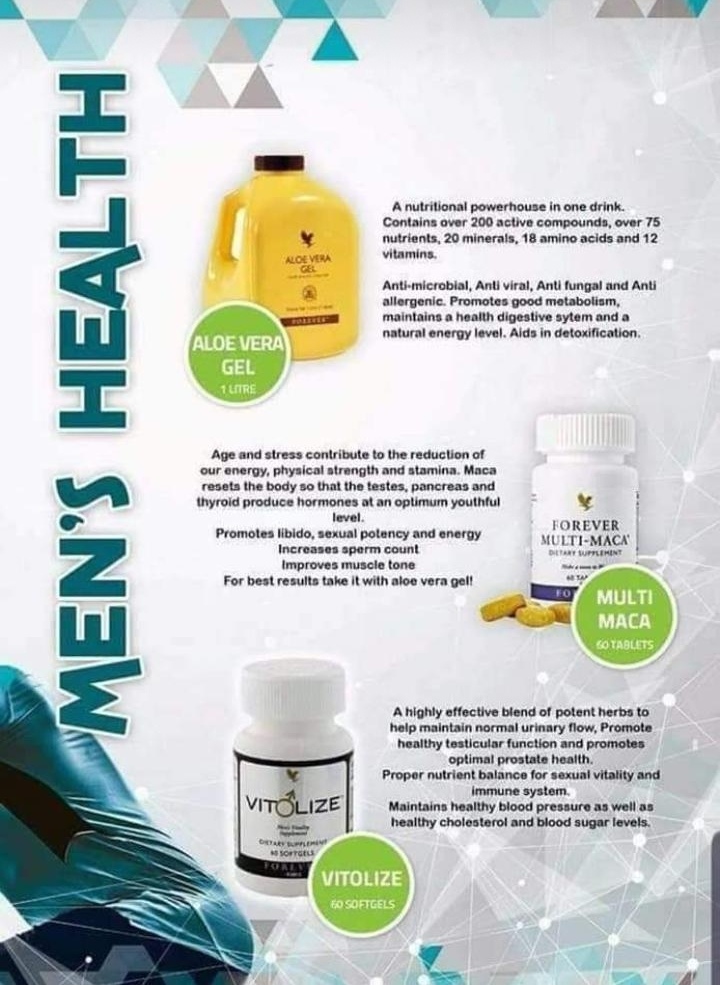 MEN'S HEALTH
A nutritional powerhouse in one drink.
Contains over 200 active compounds, over 75
nutrients, 20 minerals, 18 amino acids and 12
vitamins.
Anti-microbial, Anti viral, Anti fungal and Anti
allergenic. Promotes good metabolism,
maintains a health digestive sytem and a
natural energy level. Aids in detoxification.
ALOE VERA
GEL
FOREVER
ALOE VERA
GEL
1 LITRE
Age and stress contribute to the reduction of
our energy, physical strength and stamina. Maca
resets the body so that the testes, pancreas and
thyroid produce hormones at an optimum youthful
level.
Promotes libido, sexual potency and energy
Increases sperm count
Improves muscle tone
For best results take it with aloe vera gel!
FOREVER
MULTI-MACA
DIETARY SUPPLEMENT
60 TA
FO
MULTI
MACA
60 TABLETS
A highly effective blend of potent herbs to
help maintain normal urinary flow, Promote
healthy testicular function and promotes
optimal prostate health.
Proper nutrient balance for sexual vitality and
immune system.
Maintains healthy blood pressure as well as
healthy cholesterol and blood sugar levels.
VITOLIZE
Men's Vitality
Supplement
DIETARY SUPPLEMENT
60 SOFTGELS
FOREV
VITOLIZE
60 SOFTGELS